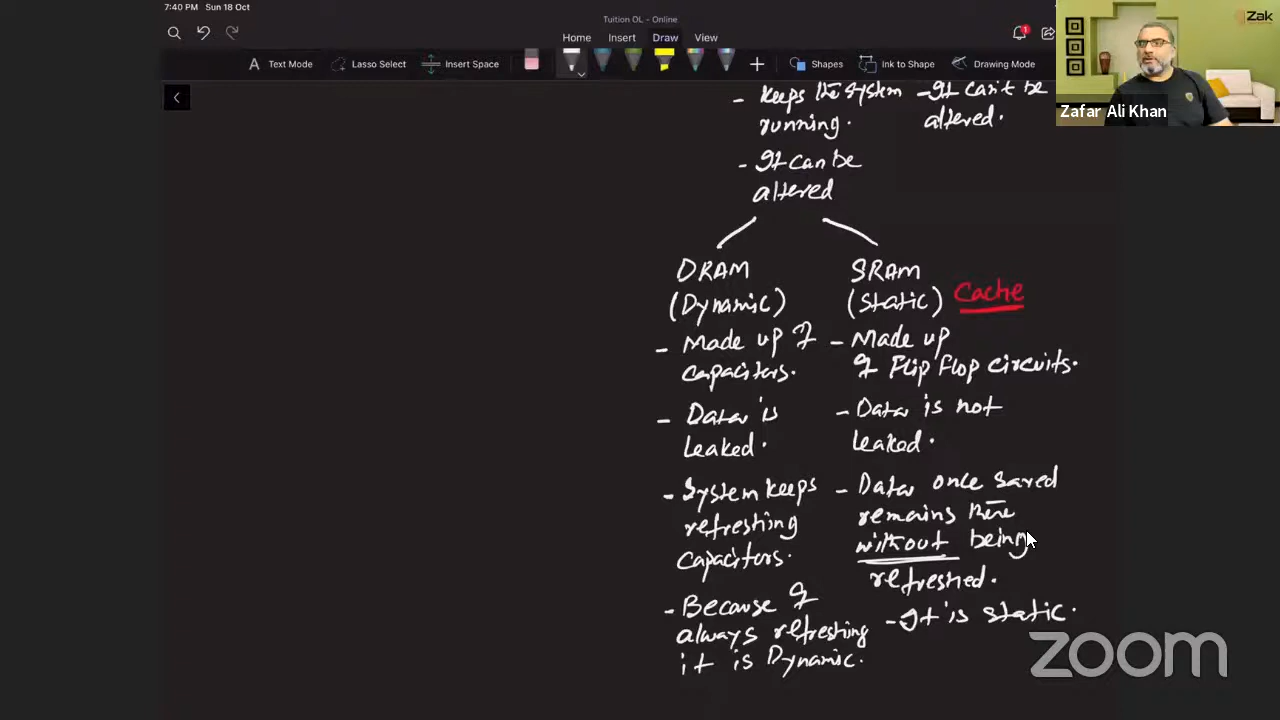 7:40 PM Sun 18 Oct
Tuition OL - Online
Home Insert Draw View
1
Text Mode Lasso Select Insert Space Shapes Ink to Shape Drawing Mode
Zak
Zafar Ali Khan
- keeps the system
running.
- It can be
altered
- It can't be
altered.
DRAM
(Dynamic)
- Made up of
capacitors.
- Data is
leaked.
- System keeps
refreshing
capacitors.
- Because of
always refreshing
it is Dynamic.
SRAM
(Static) Cache
- Made up
of Flip Flop circuits.
- Data is not
leaked.
- Data once saved
remains there
without being
refreshed.
- It is static.
zoom